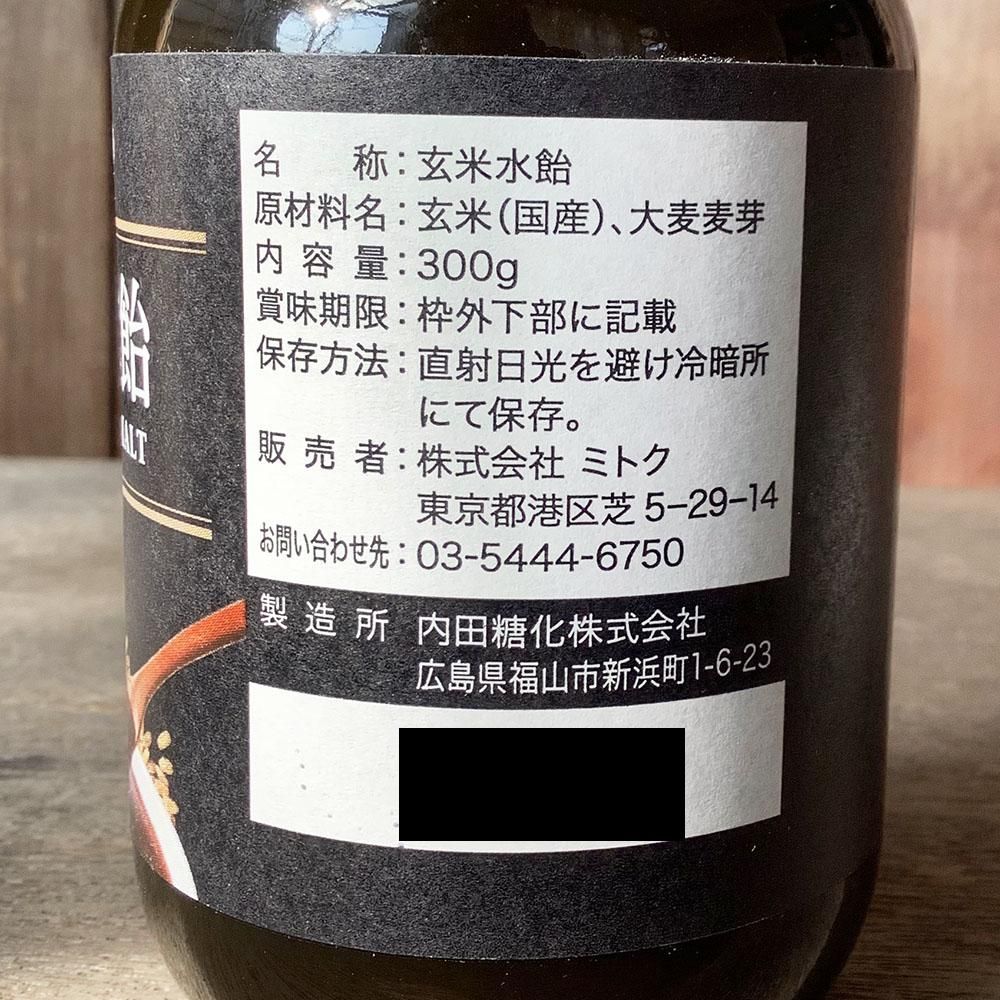 名称：玄米水飴
原材料名：玄米（国産）、大麦麦芽
内容量：300g
賞味期限：枠外下部に記載
保存方法：直射日光を避け冷暗所
にて保存。
販売者：株式会社 ミトク
東京都港区芝5-29-14
お問い合わせ先：03-5444-6750
製造所 内田糖化株式会社
広島県福山市新浜町1-6-23
飴
ALT